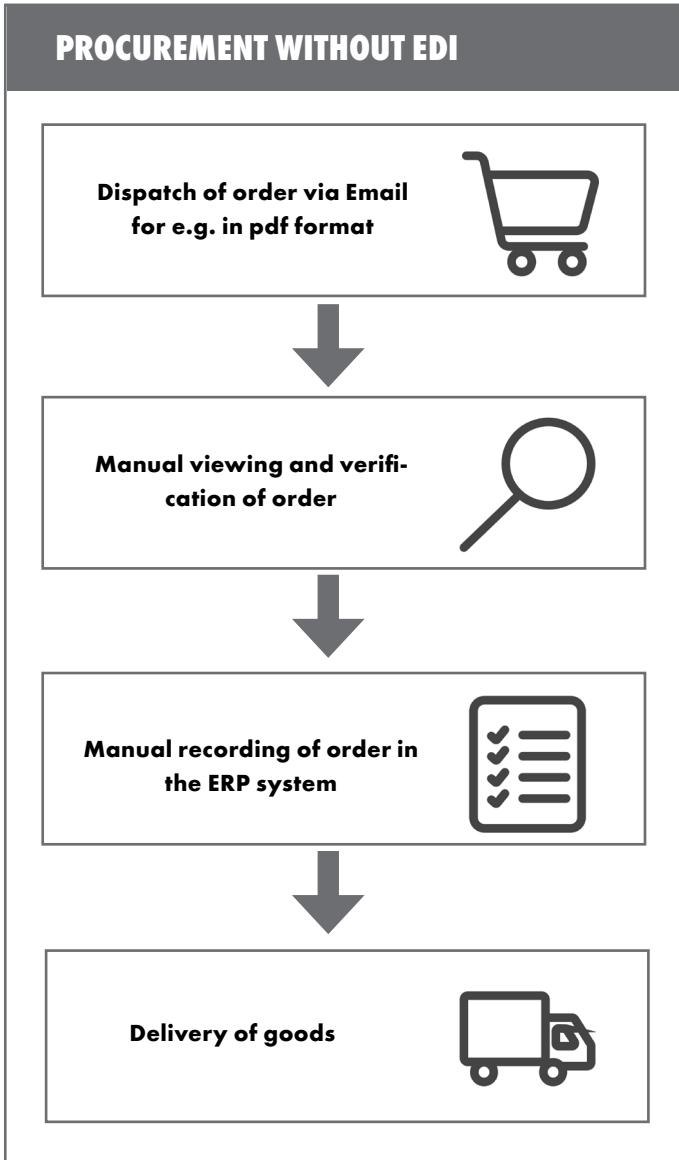 PROCUREMENT WITHOUT EDI
Dispatch of order via Email
for e.g. in pdf format
Manual viewing and verifi-
cation of order
Manual recording of order in
the ERP system
Delivery of goods